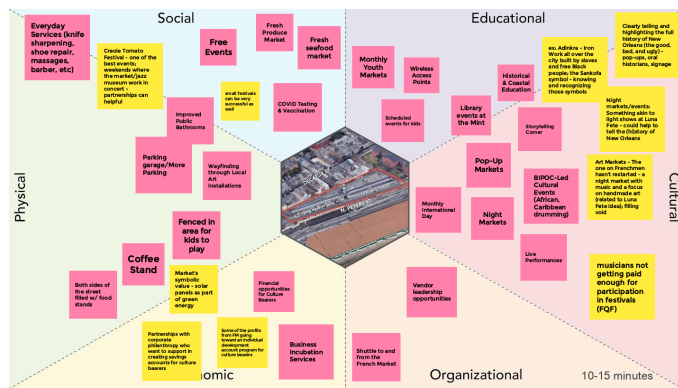 Social
Educational
Physical
Cultural
nomic
Organizational
10-15 minutes
Everyday
Services (knife
sharpening,
shoe repair,
massages,
barber, etc)
Creole Tomato
Festival - one of the
best events;
weekends where
the market/jazz
museum work in
concert -
partnerships can
helpful
Free
Events
Fresh
Produce
Market
Fresh
seafood
market
small festivals
can be very
successful as
well
COVID Testing
& Vaccination
Improved
Public
Bathrooms
Parking
garage/More
Parking
Wayfinding
through Local
Art
Installations
Fenced in
area for
kids to
play
Coffee
Stand
Both sides of
the street
filled w/ food
stands
Market's
symbolic
value - solar
panels as part
of green
energy
Financial
opportunities
for Culture
Bearers
Partnerships with
corporate
philanthropy who
want to support in
creating savings
accounts for culture
bearers
Some of the profits
from FM going
toward an individual
development
account program for
culture bearers
Business
Incubation
Services
Monthly
Youth
Markets
Wireless
Access
Points
Scheduled
events for kids
Historical
& Coastal
Education
Library
events at
the Mint
ex: Adinkra - Iron
Work all over the
city built by slaves
and free Black
people, the Sankofa
symbol - knowing
and recognizing
those symbols
Clearly telling and
highlighting the full
history of New
Orleans (the good,
bad, and ugly) -
pop-ups, oral
historians, signage
Storytelling
Corner
Night
markets/events:
Something akin to
light shows at Luna
Fete - could help to
tell the (hi)story of
New Orleans
Pop-Up
Markets
BIPOC-Led
Cultural
Events
(African,
Caribbean
drumming)
Art Markets - The
one on Frenchmen
hasn't restarted - a
night market with
music and a focus
on handmade art
(related to Luna
Fete idea), filling
void
Monthly
International
Day
Night
Markets
Live
Performances
musicians not
getting paid
enough for
participation
in festivals
(FQF)
Vendor
leadership
opportunities
Shuttle to and
from the
French Market
N. PETERS ST.